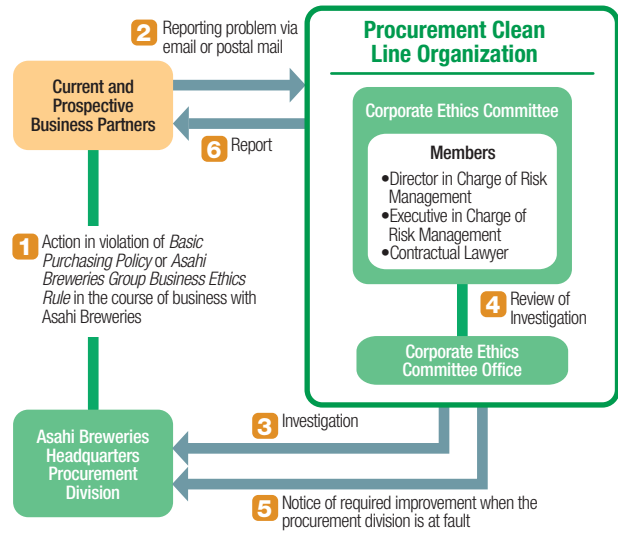 2 Reporting problem via
email or postal mail
Current and
Prospective
Business Partners
6 Report
1 Action in violation of Basic
Purchasing Policy or Asahi
Breweries Group Business Ethics
Rule in the course of business with
Asahi Breweries
Procurement Clean
Line Organization
Corporate Ethics Committee
Members
•Director in Charge of Risk
Management
•Executive in Charge of
Risk Management
•Contractual Lawyer
4 Review of
Investigation
Corporate Ethics
Committee Office
Asahi Breweries
Headquarters
Procurement
Division
3 Investigation
5 Notice of required improvement when the
procurement division is at fault